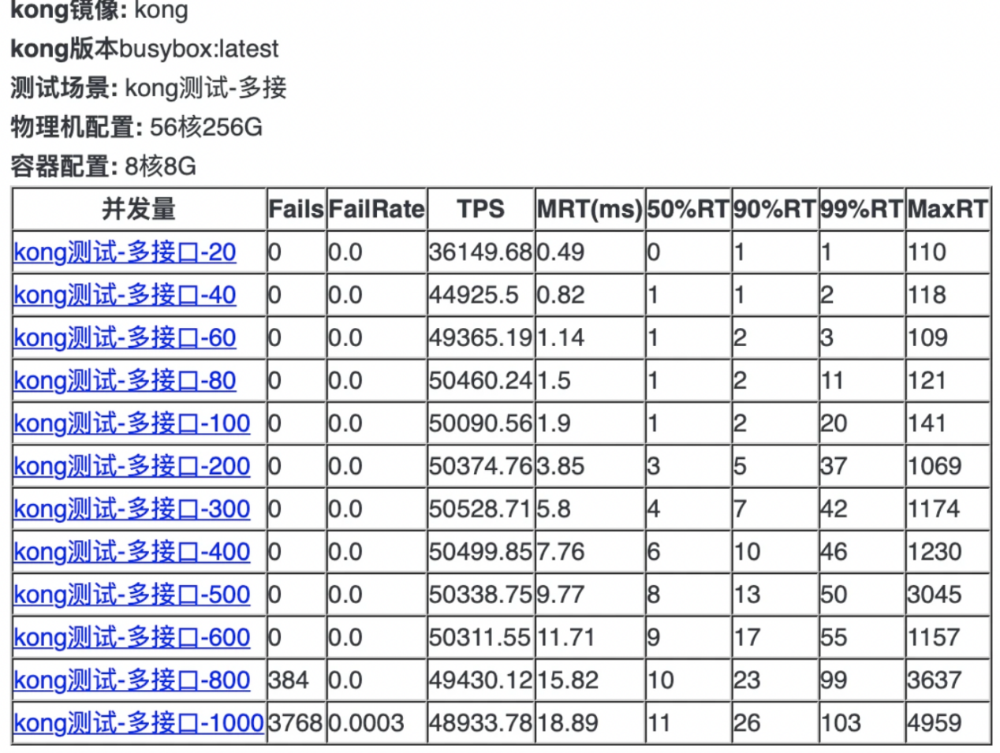 kong镜像: kong
kong版本busybox:latest
测试场景: kong测试-多接
物理机配置: 56核256G
容器配置: 8核8G
并发量 Fails FailRate TPS MRT(ms) 50%RT 90%RT 99%RT MaxRT
kong测试-多接口-20 0 0.0 36149.68 0.49 0 1 1 110
kong测试-多接口-40 0 0.0 44925.5 0.82 1 1 2 118
kong测试-多接口-60 0 0.0 49365.19 1.14 1 2 3 109
kong测试-多接口-80 0 0.0 50460.24 1.5 1 2 11 121
kong测试-多接口-100 0 0.0 50090.56 1.9 1 2 20 141
kong测试-多接口-200 0 0.0 50374.76 3.85 3 5 37 1069
kong测试-多接口-300 0 0.0 50528.71 5.8 4 7 42 1174
kong测试-多接口-400 0 0.0 50499.85 7.76 6 10 46 1230
kong测试-多接口-500 0 0.0 50338.75 9.77 8 13 50 3045
kong测试-多接口-600 0 0.0 50311.55 11.71 9 17 55 1157
kong测试-多接口-800 384 0.0 49430.12 15.82 10 23 99 3637
kong测试-多接口-1000 3768 0.0003 48933.78 18.89 11 26 103 4959